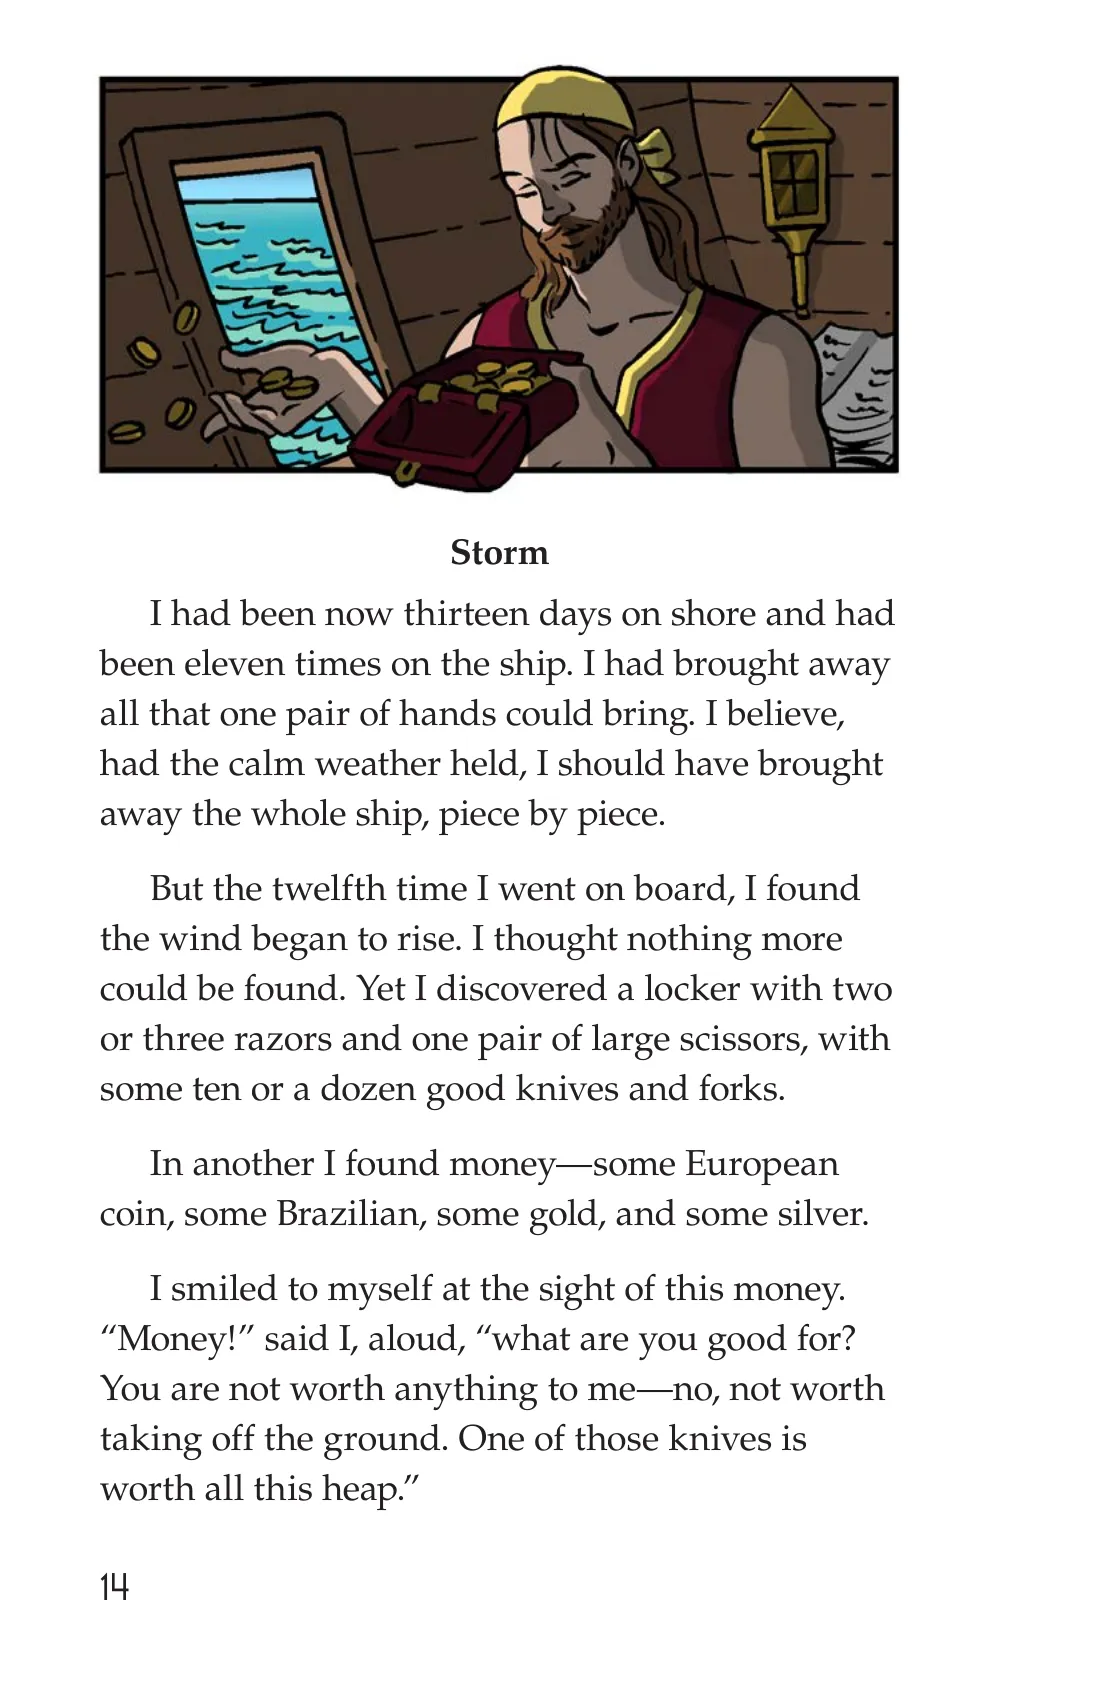 Storm
I had been now thirteen days on shore and had
been eleven times on the ship. I had brought away
all that one pair of hands could bring. I believe,
had the calm weather held, I should have brought
away the whole ship, piece by piece.
But the twelfth time I went on board, I found
the wind began to rise. I thought nothing more
could be found. Yet I discovered a locker with two
or three razors and one pair of large scissors, with
some ten or a dozen good knives and forks.
In another I found money—some European
coin, some Brazilian, some gold, and some silver.
I smiled to myself at the sight of this money.
“Money!” said I, aloud, “what are you good for?
You are not worth anything to me—no, not worth
taking off the ground. One of those knives is
worth all this heap.”
14